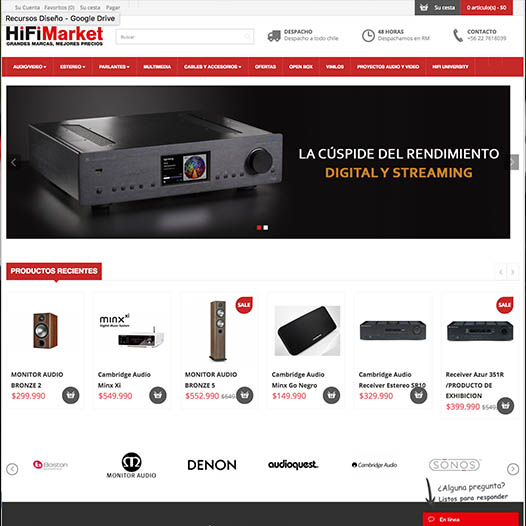 Su Cuenta Favoritos (0) Su cesta Pagar
Su cesta 0 artículo(s) - $0
Recursos Diseño - Google Drive
HiFiMarket
GRANDES MARCAS, MEJORES PRECIOS
Buscar
DESPACHO
Despacho a todo chile
48 HORAS
Despachamos en RM
CONTACTO
+56 22 7618039
AUDIO/VIDEO ESTEREO PARLANTES MULTIMEDIA CABLES Y ACCESORIOS OFERTAS OPEN BOX VINILOS PROYECTOS AUDIO Y VIDEO HIFI UNIVERSITY
LA CÚSPIDE DEL RENDIMIENTO
DIGITAL Y STREAMING
PRODUCTOS RECIENTES
minx xi
Digital Music System
SALE
SALE
MONITOR AUDIO
BRONZE 2
$299.990
Cambridge Audio
Minx Xi
$549.990
MONITOR AUDIO
BRONZE 5
$552.990
Cambridge Audio
Minx Go Negro
$149.990
Cambridge Audio
Receiver Estereo SR10
$329.990
Receiver Azur 351R
/PRODUCTO DE
EXHIBICION
$399.990
Boston
MONITOR AUDIO
DENON
audioquest
Cambridge Audio
SONOS
¿Alguna pregunta?
Listos para responder
En línea